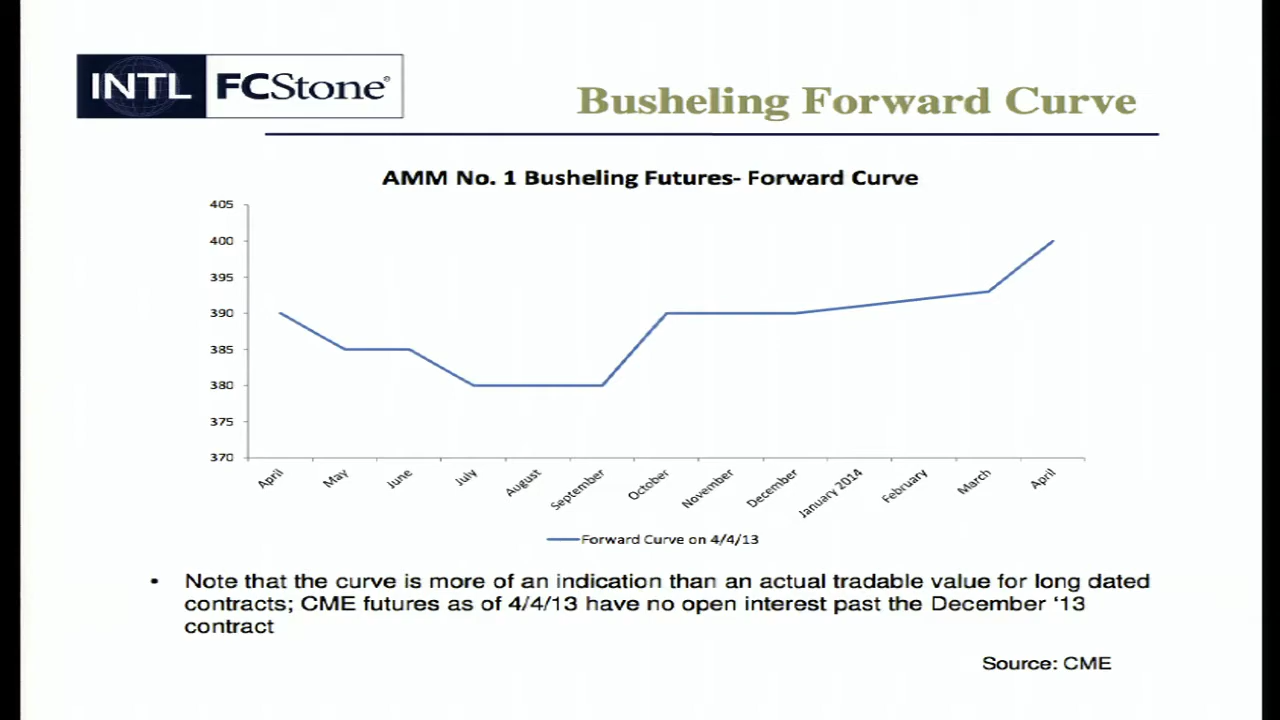 INTL FCStone®
Busheling Forward Curve
AMM No. 1 Busheling Futures- Forward Curve
405
400
395
390
385
380
375
370
April May June July August September October November December January 2014 February March April
Forward Curve on 4/4/13
• Note that the curve is more of an indication than an actual tradable value for long dated
contracts; CME futures as of 4/4/13 have no open interest past the December ‘13
contract
Source: CME